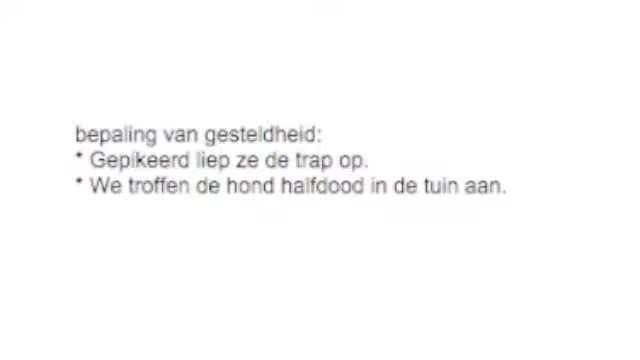 bepaling van gesteldheid:
* Gepikeerd liep ze de trap op.
* We troffen de hond halfdood in de tuin aan.